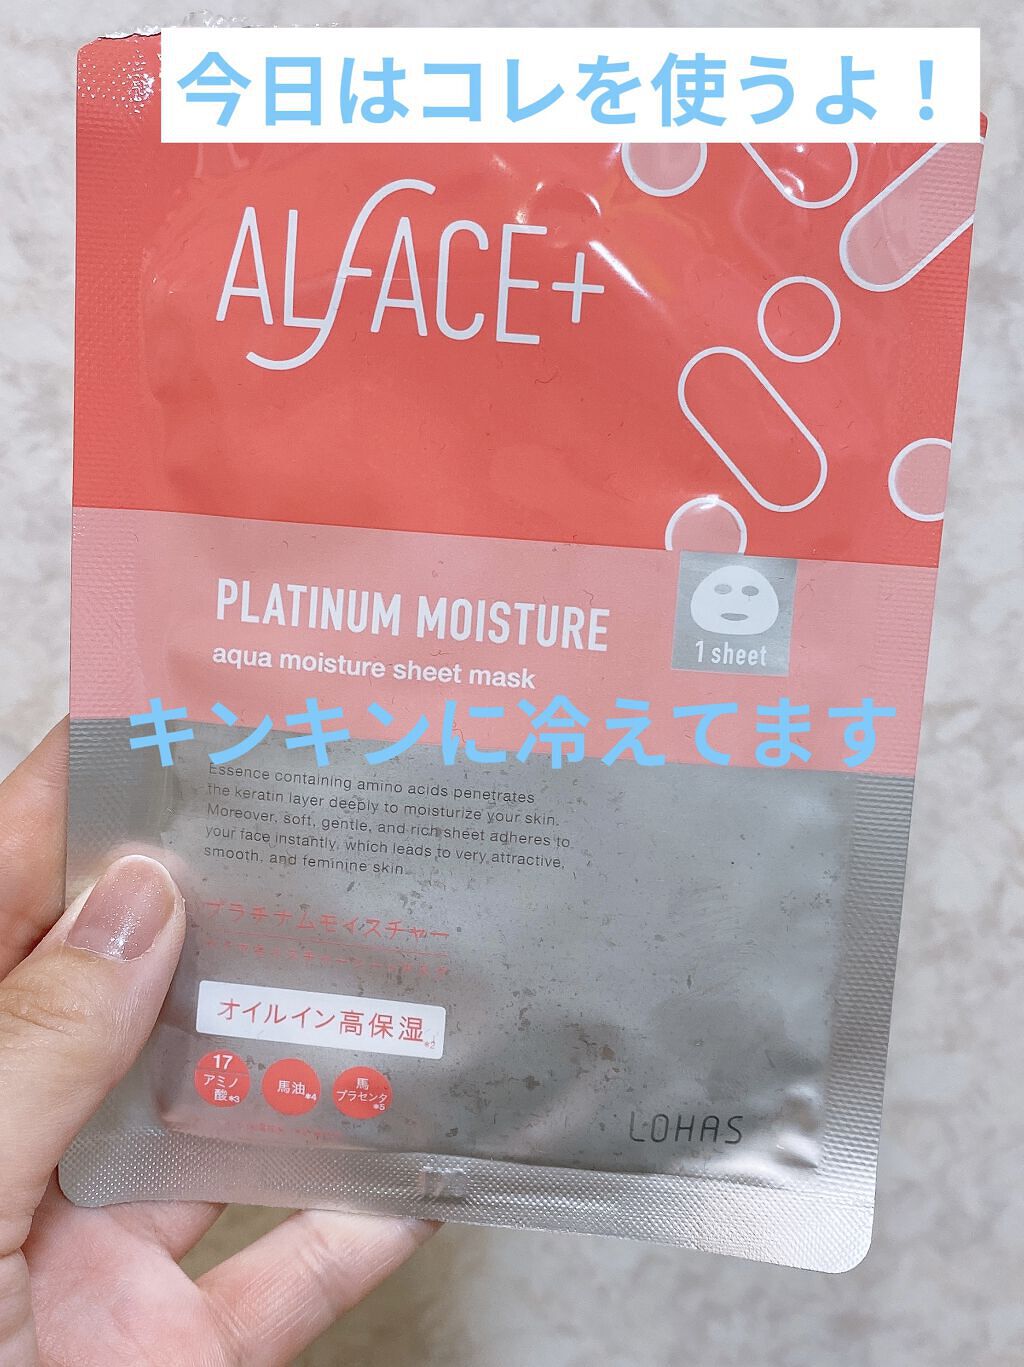 今日はコレを使うよ!
ALFACE+
PLATINUM MOISTURE
aqua moisture sheet mask
1 sheet
キンキンに冷えてます
Essence containing amino acids penetrates
the keratin layer deeply to moisturize your skin.
Moreover, soft, gentle, and rich sheet adheres to
your face instantly, which leads to very attractive,
smooth, and feminine skin.
プラチナムモイスチャー
オイルイン高保湿*2
17
アミノ
酸*3
馬油*4
馬
プラセンタ
*5
LOHAS